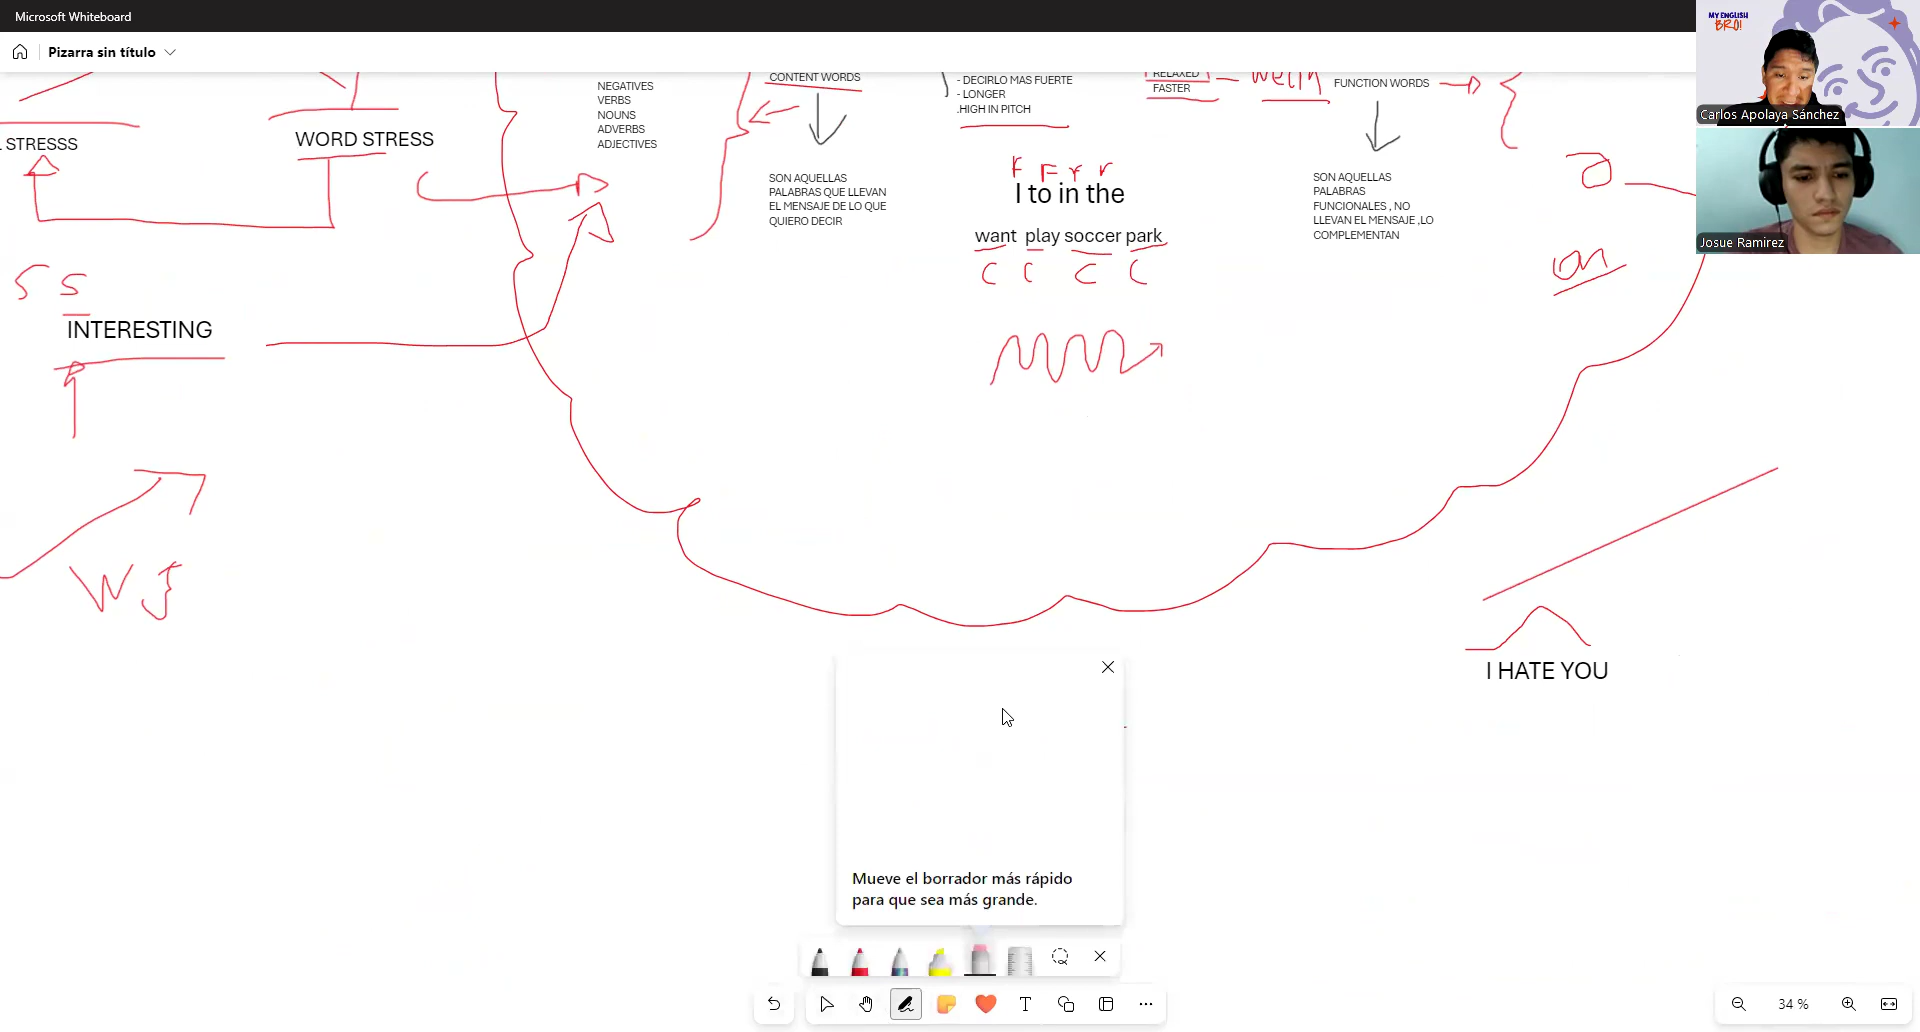 Microsoft Whiteboard
Pizarra sin título
MY ENGLISH
BRO!
Carlos Apolaya Sánchez
Josue Ramirez
STRESSS
WORD STRESS
NEGATIVES
VERBS
NOUNS
ADVERBS
ADJECTIVES
CONTENT WORDS
SON AQUELLAS
PALABRAS QUE LLEVAN
EL MENSAJE DE LO QUE
QUIERO DECIR
- DECIRLO MAS FUERTE
- LONGER
.HIGH IN PITCH
F F r r
I to in the
want play soccer park
C C C C
RELAXED
FASTER
FUNCTION WORDS
SON AQUELLAS
PALABRAS
FUNCIONALES , NO
LLEVAN EL MENSAJE ,LO
COMPLEMENTAN
on
S S
INTERESTING
W S
I HATE YOU
Mueve el borrador más rápido
para que sea más grande.
34 %